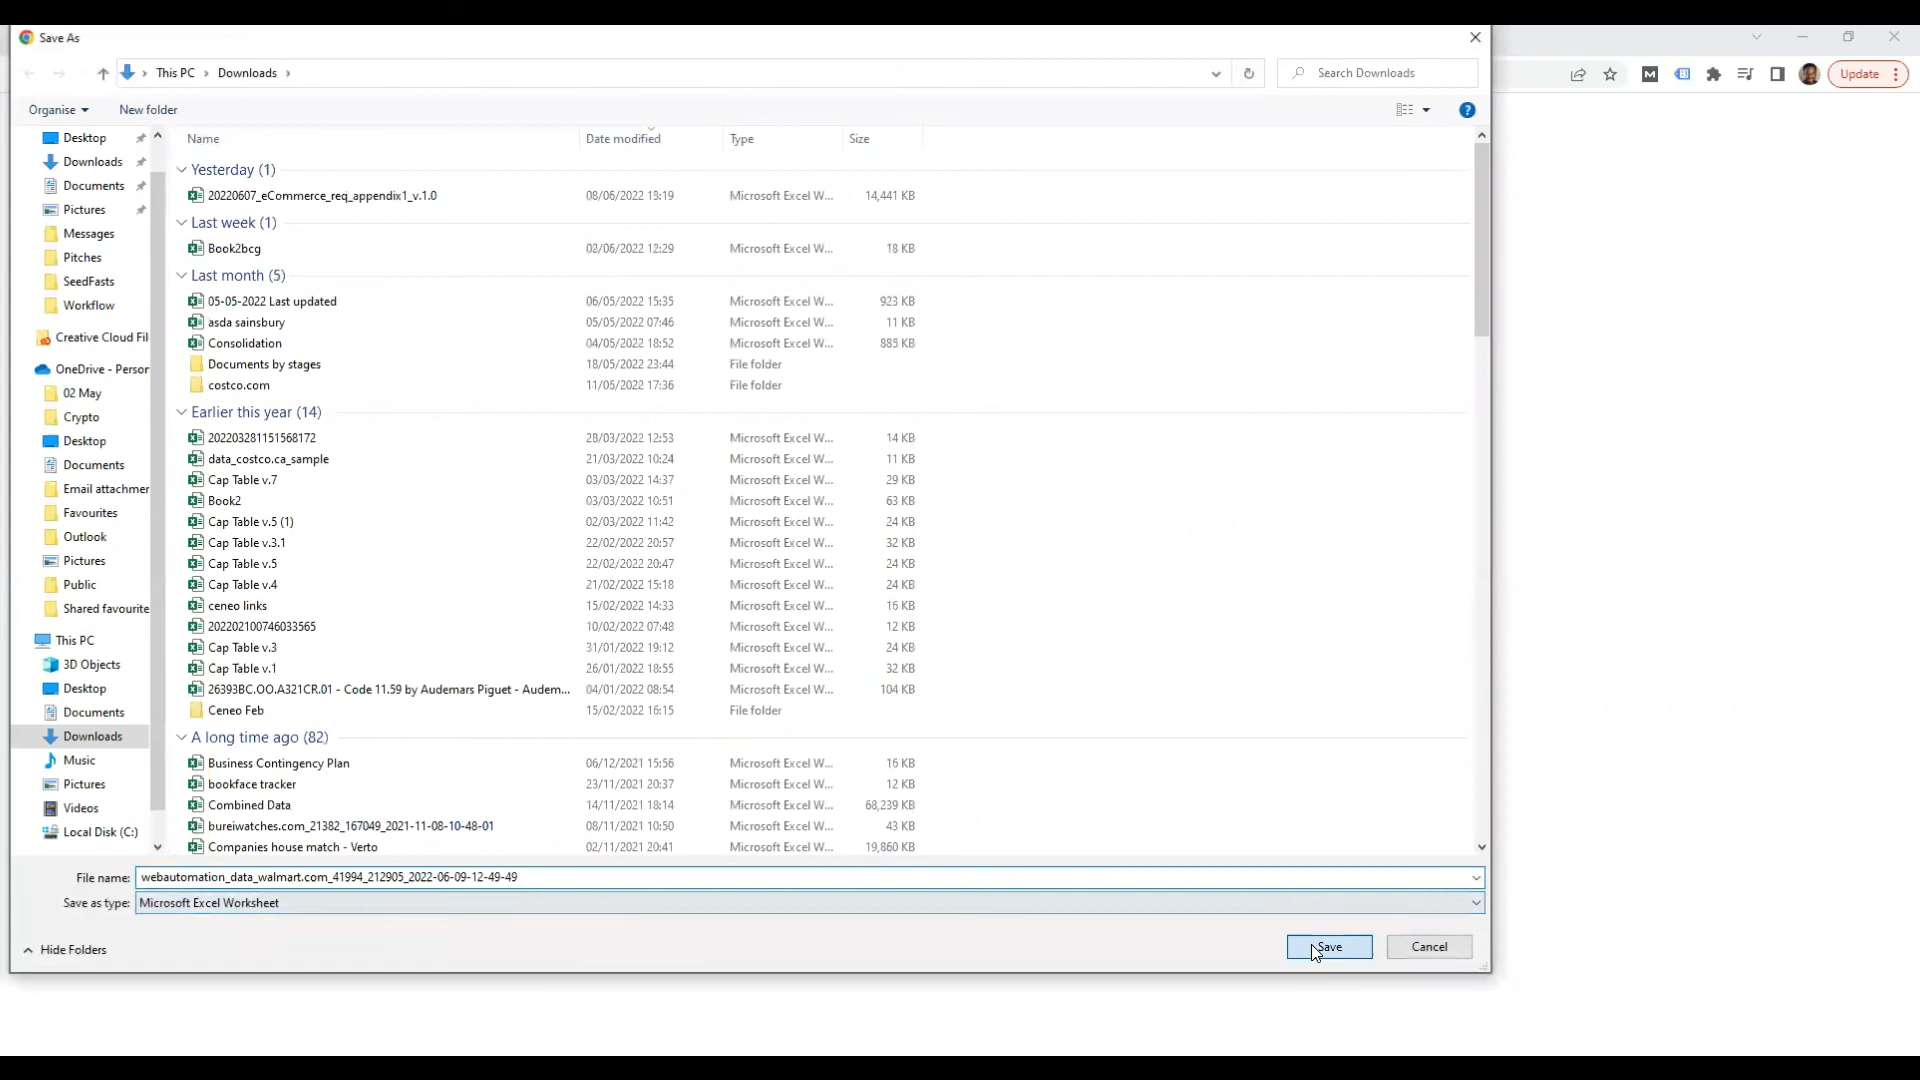 Save As
This PC > Downloads >
Search Downloads
Update
Organise
New folder
Name Date modified Type Size
Desktop
Downloads
Documents
Pictures
Messages
Pitches
SeedFasts
Workflow
Creative Cloud Fil
OneDrive - Person
02 May
Crypto
Desktop
Documents
Email attachmer
Favourites
Outlook
Pictures
Public
Shared favourite
This PC
3D Objects
Desktop
Documents
Downloads
Music
Pictures
Videos
Local Disk (C:)
Yesterday (1)
20220607_eCommerce_req_appendix1_v.1.0 08/06/2022 13:19 Microsoft Excel W... 14,441 KB
Last week (1)
Book2bcg 02/06/2022 12:29 Microsoft Excel W... 18 KB
Last month (5)
05-05-2022 Last updated 06/05/2022 15:35 Microsoft Excel W... 923 KB
asda sainsbury 05/05/2022 07:46 Microsoft Excel W... 11 KB
Consolidation 04/05/2022 18:52 Microsoft Excel W... 885 KB
Documents by stages 18/05/2022 23:44 File folder
costco.com 11/05/2022 17:36 File folder
Earlier this year (14)
202203281151568172 28/03/2022 12:53 Microsoft Excel W... 14 KB
data_costco.ca_sample 21/03/2022 10:24 Microsoft Excel W... 11 KB
Cap Table v.7 03/03/2022 14:37 Microsoft Excel W... 29 KB
Book2 03/03/2022 10:51 Microsoft Excel W... 63 KB
Cap Table v.5 (1) 02/03/2022 11:42 Microsoft Excel W... 24 KB
Cap Table v.3.1 22/02/2022 20:57 Microsoft Excel W... 32 KB
Cap Table v.5 22/02/2022 20:47 Microsoft Excel W... 24 KB
Cap Table v.4 21/02/2022 15:18 Microsoft Excel W... 24 KB
ceneo links 15/02/2022 14:33 Microsoft Excel W... 16 KB
202202100746033565 10/02/2022 07:48 Microsoft Excel W... 12 KB
Cap Table v.3 31/01/2022 19:12 Microsoft Excel W... 24 KB
Cap Table v.1 26/01/2022 18:55 Microsoft Excel W... 32 KB
26393BC.OO.A321CR.01 - Code 11.59 by Audemars Piguet - Audem... 04/01/2022 08:54 Microsoft Excel W... 104 KB
Ceneo Feb 15/02/2022 16:15 File folder
A long time ago (82)
Business Contingency Plan 06/12/2021 15:56 Microsoft Excel W... 16 KB
bookface tracker 23/11/2021 20:37 Microsoft Excel W... 12 KB
Combined Data 14/11/2021 18:14 Microsoft Excel W... 68,239 KB
bureiwatches.com_21382_167049_2021-11-08-10-48-01 08/11/2021 10:50 Microsoft Excel W... 43 KB
Companies house match - Verto 02/11/2021 20:41 Microsoft Excel W... 19,860 KB
File name: webautomation_data_walmart.com_41994_212905_2022-06-09-12-49-49
Save as type: Microsoft Excel Worksheet
Hide Folders
Save
Cancel